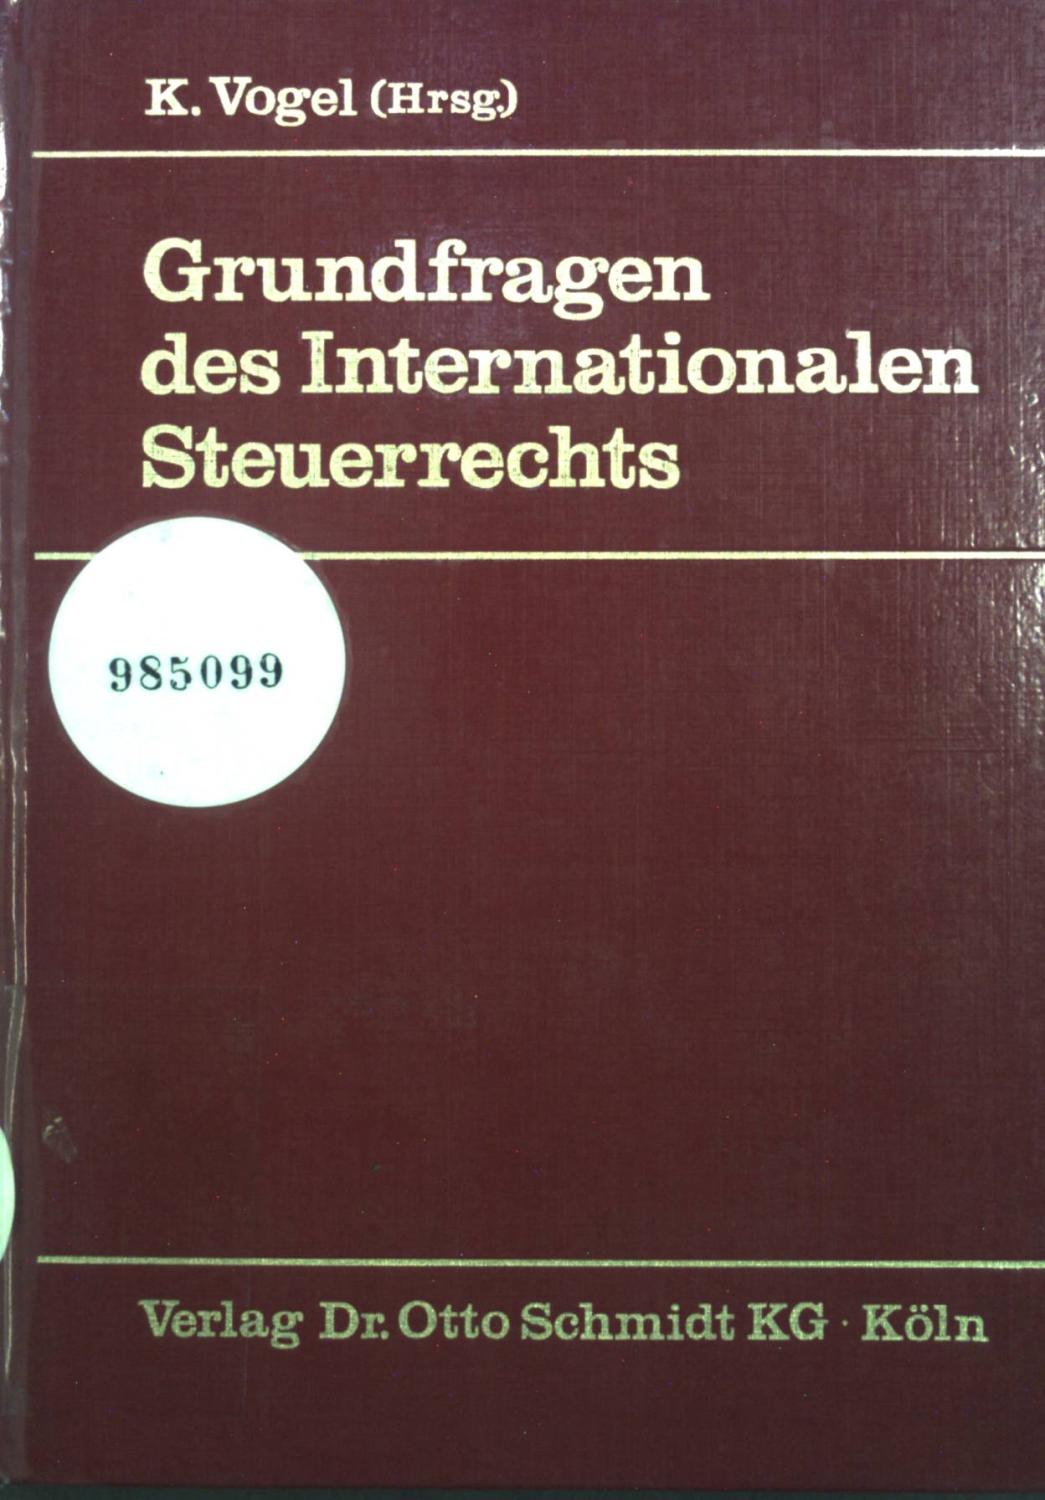 K. Vogel (Hrsg.)
Grundfragen
des Internationalen
Steuerrechts
985099
Verlag Dr. Otto Schmidt KG · Köln